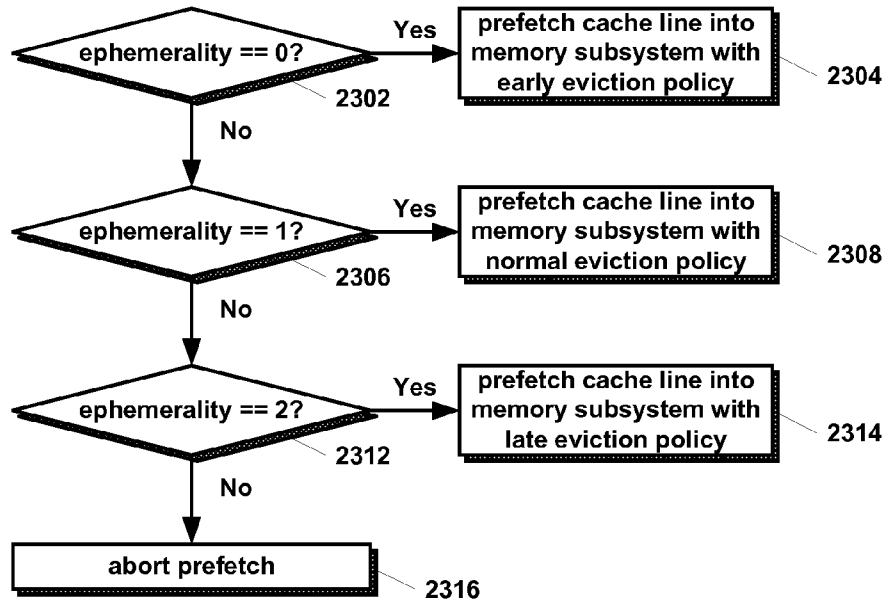 ephemerality == 0?
Yes
prefetch cache line into
memory subsystem with
early eviction policy
2304
2302
No
ephemerality == 1?
Yes
prefetch cache line into
memory subsystem with
normal eviction policy
2308
2306
No
ephemerality == 2?
Yes
prefetch cache line into
memory subsystem with
late eviction policy
2314
2312
No
abort prefetch
2316